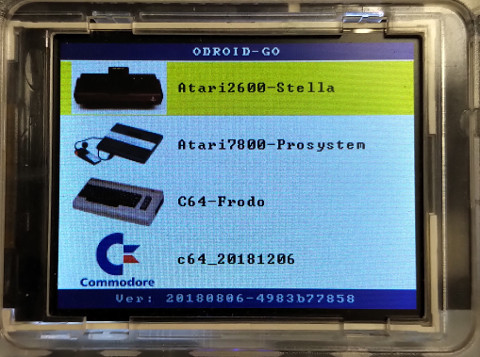 ODROID-GO
Atari2600-Stella
Atari7800-Prosystem
C64-Frodo
c64_20181206
Commodore
Ver: 20180806-4983b77858